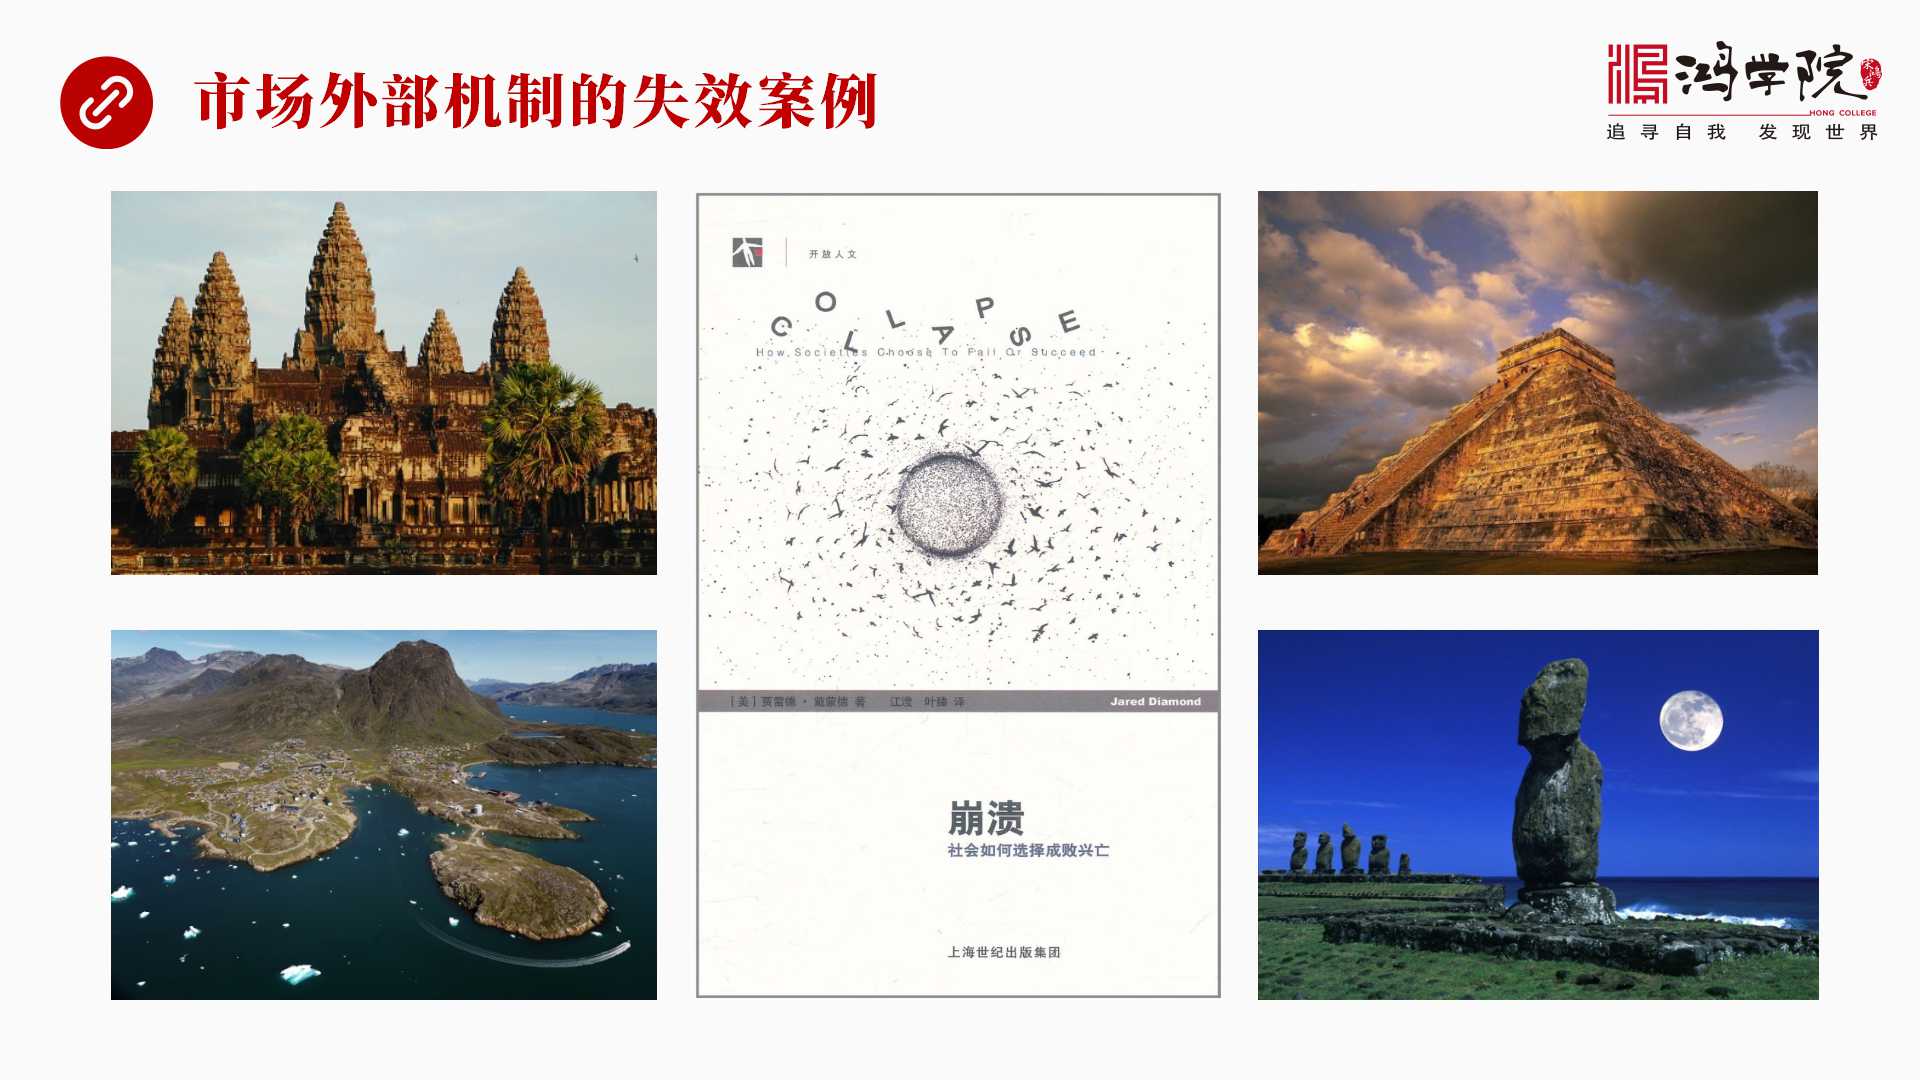 市场外部机制的失效案例
鸿学院
宋鸿兵
HONG COLLEGE
追寻自我 发现世界
开放人文
COLLAPSE
How Societies Choose To Fail Or Succeed
[美] 贾雷德·戴蒙德 著 江滢 叶臻 译
Jared Diamond
崩溃
社会如何选择成败兴亡
上海世纪出版集团